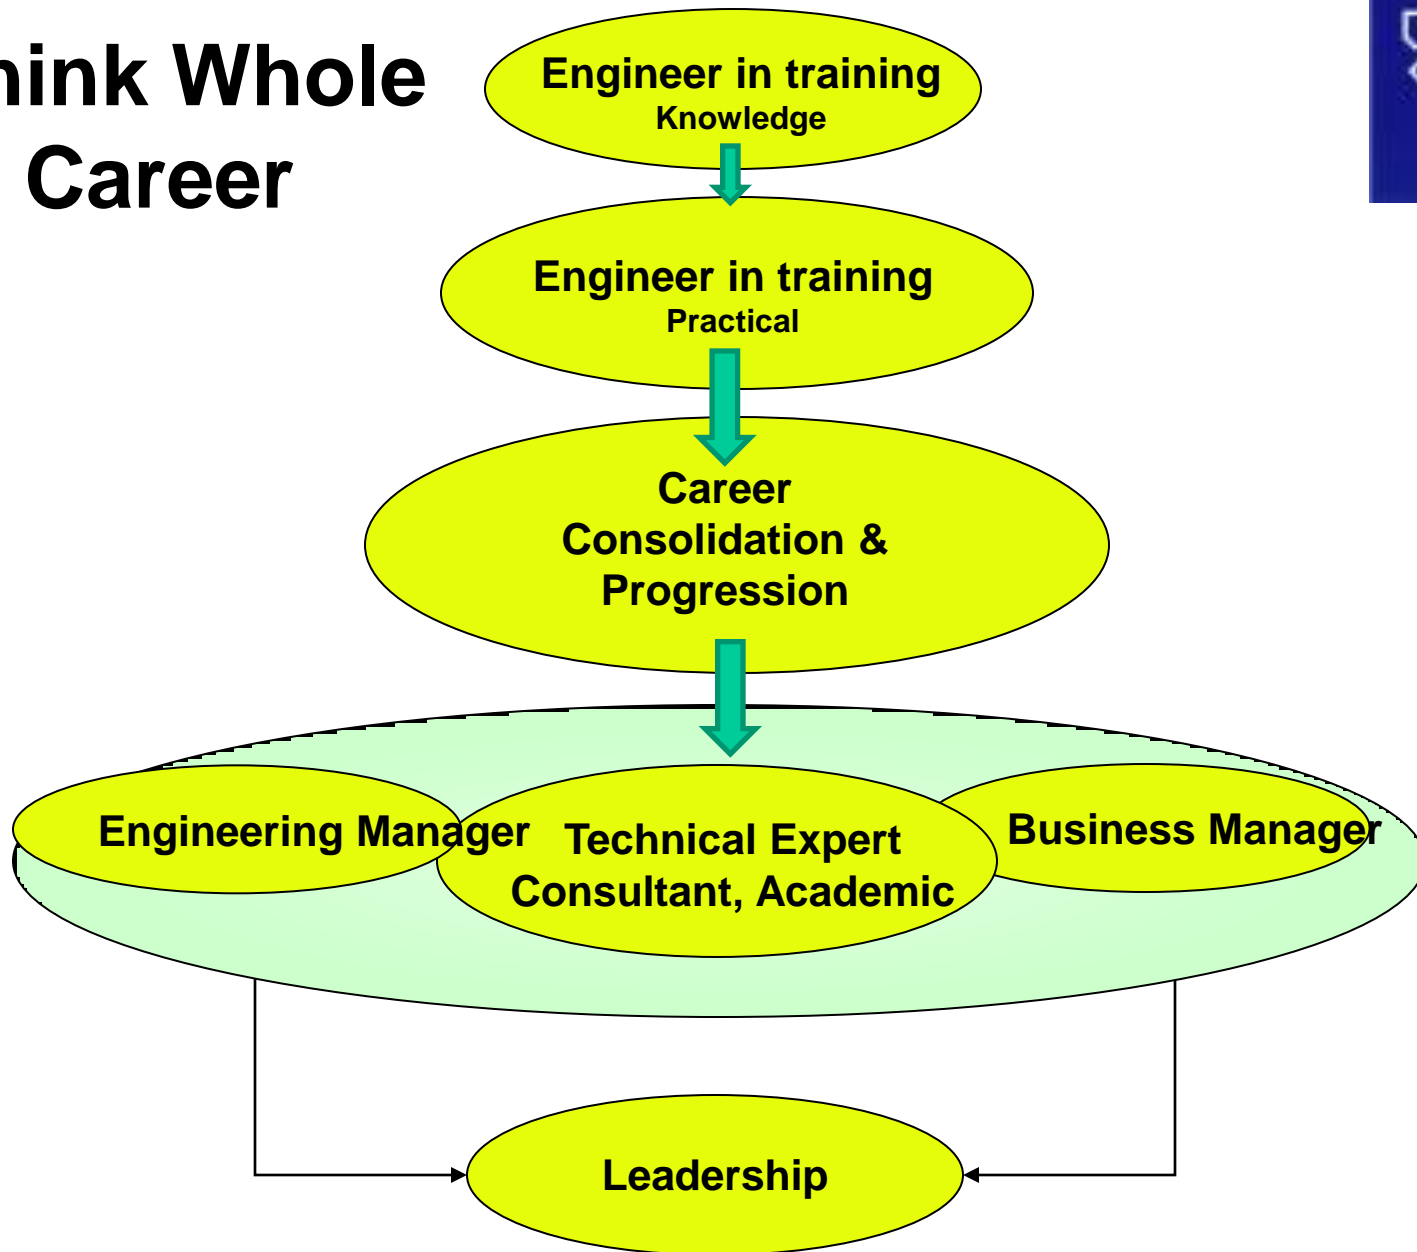 hink Whole
Career
Engineer in training
Knowledge
Engineer in training
Practical
Career
Consolidation &
Progression
Engineering Manager
Technical Expert
Consultant, Academic
Business Manager
Leadership